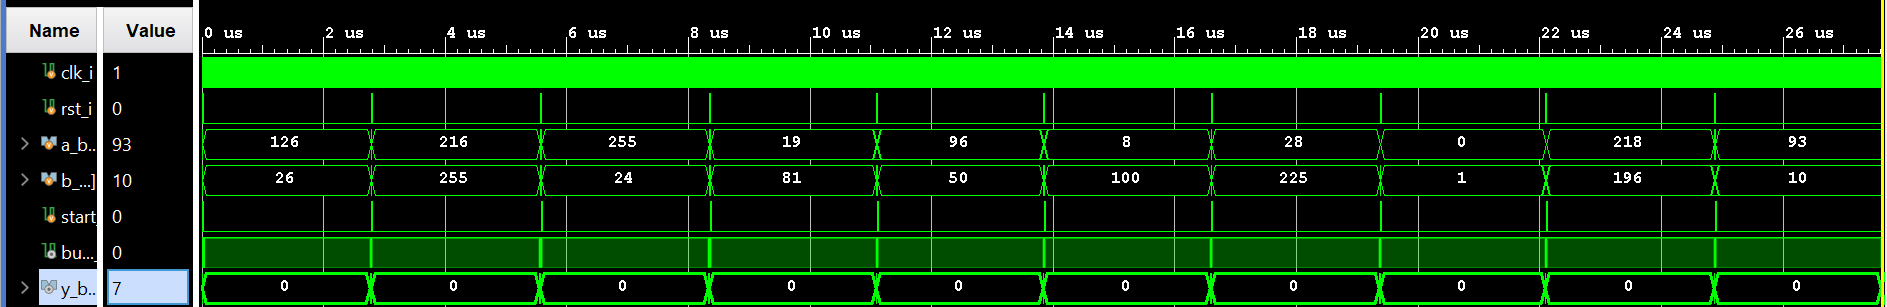 Name Value 0 us 2 us 4 us 6 us 8 us 10 us 12 us 14 us 16 us 18 us 20 us 22 us 24 us 26 us
clk_i 1
rst_i 0
a_b... 93 126 216 255 19 96 8 28 0 218 93
b_...] 10 26 255 24 81 50 100 225 1 196 10
start_ 0
bu..._ 0
y_b... 7 0 0 0 0 0 0 0 0 0 0